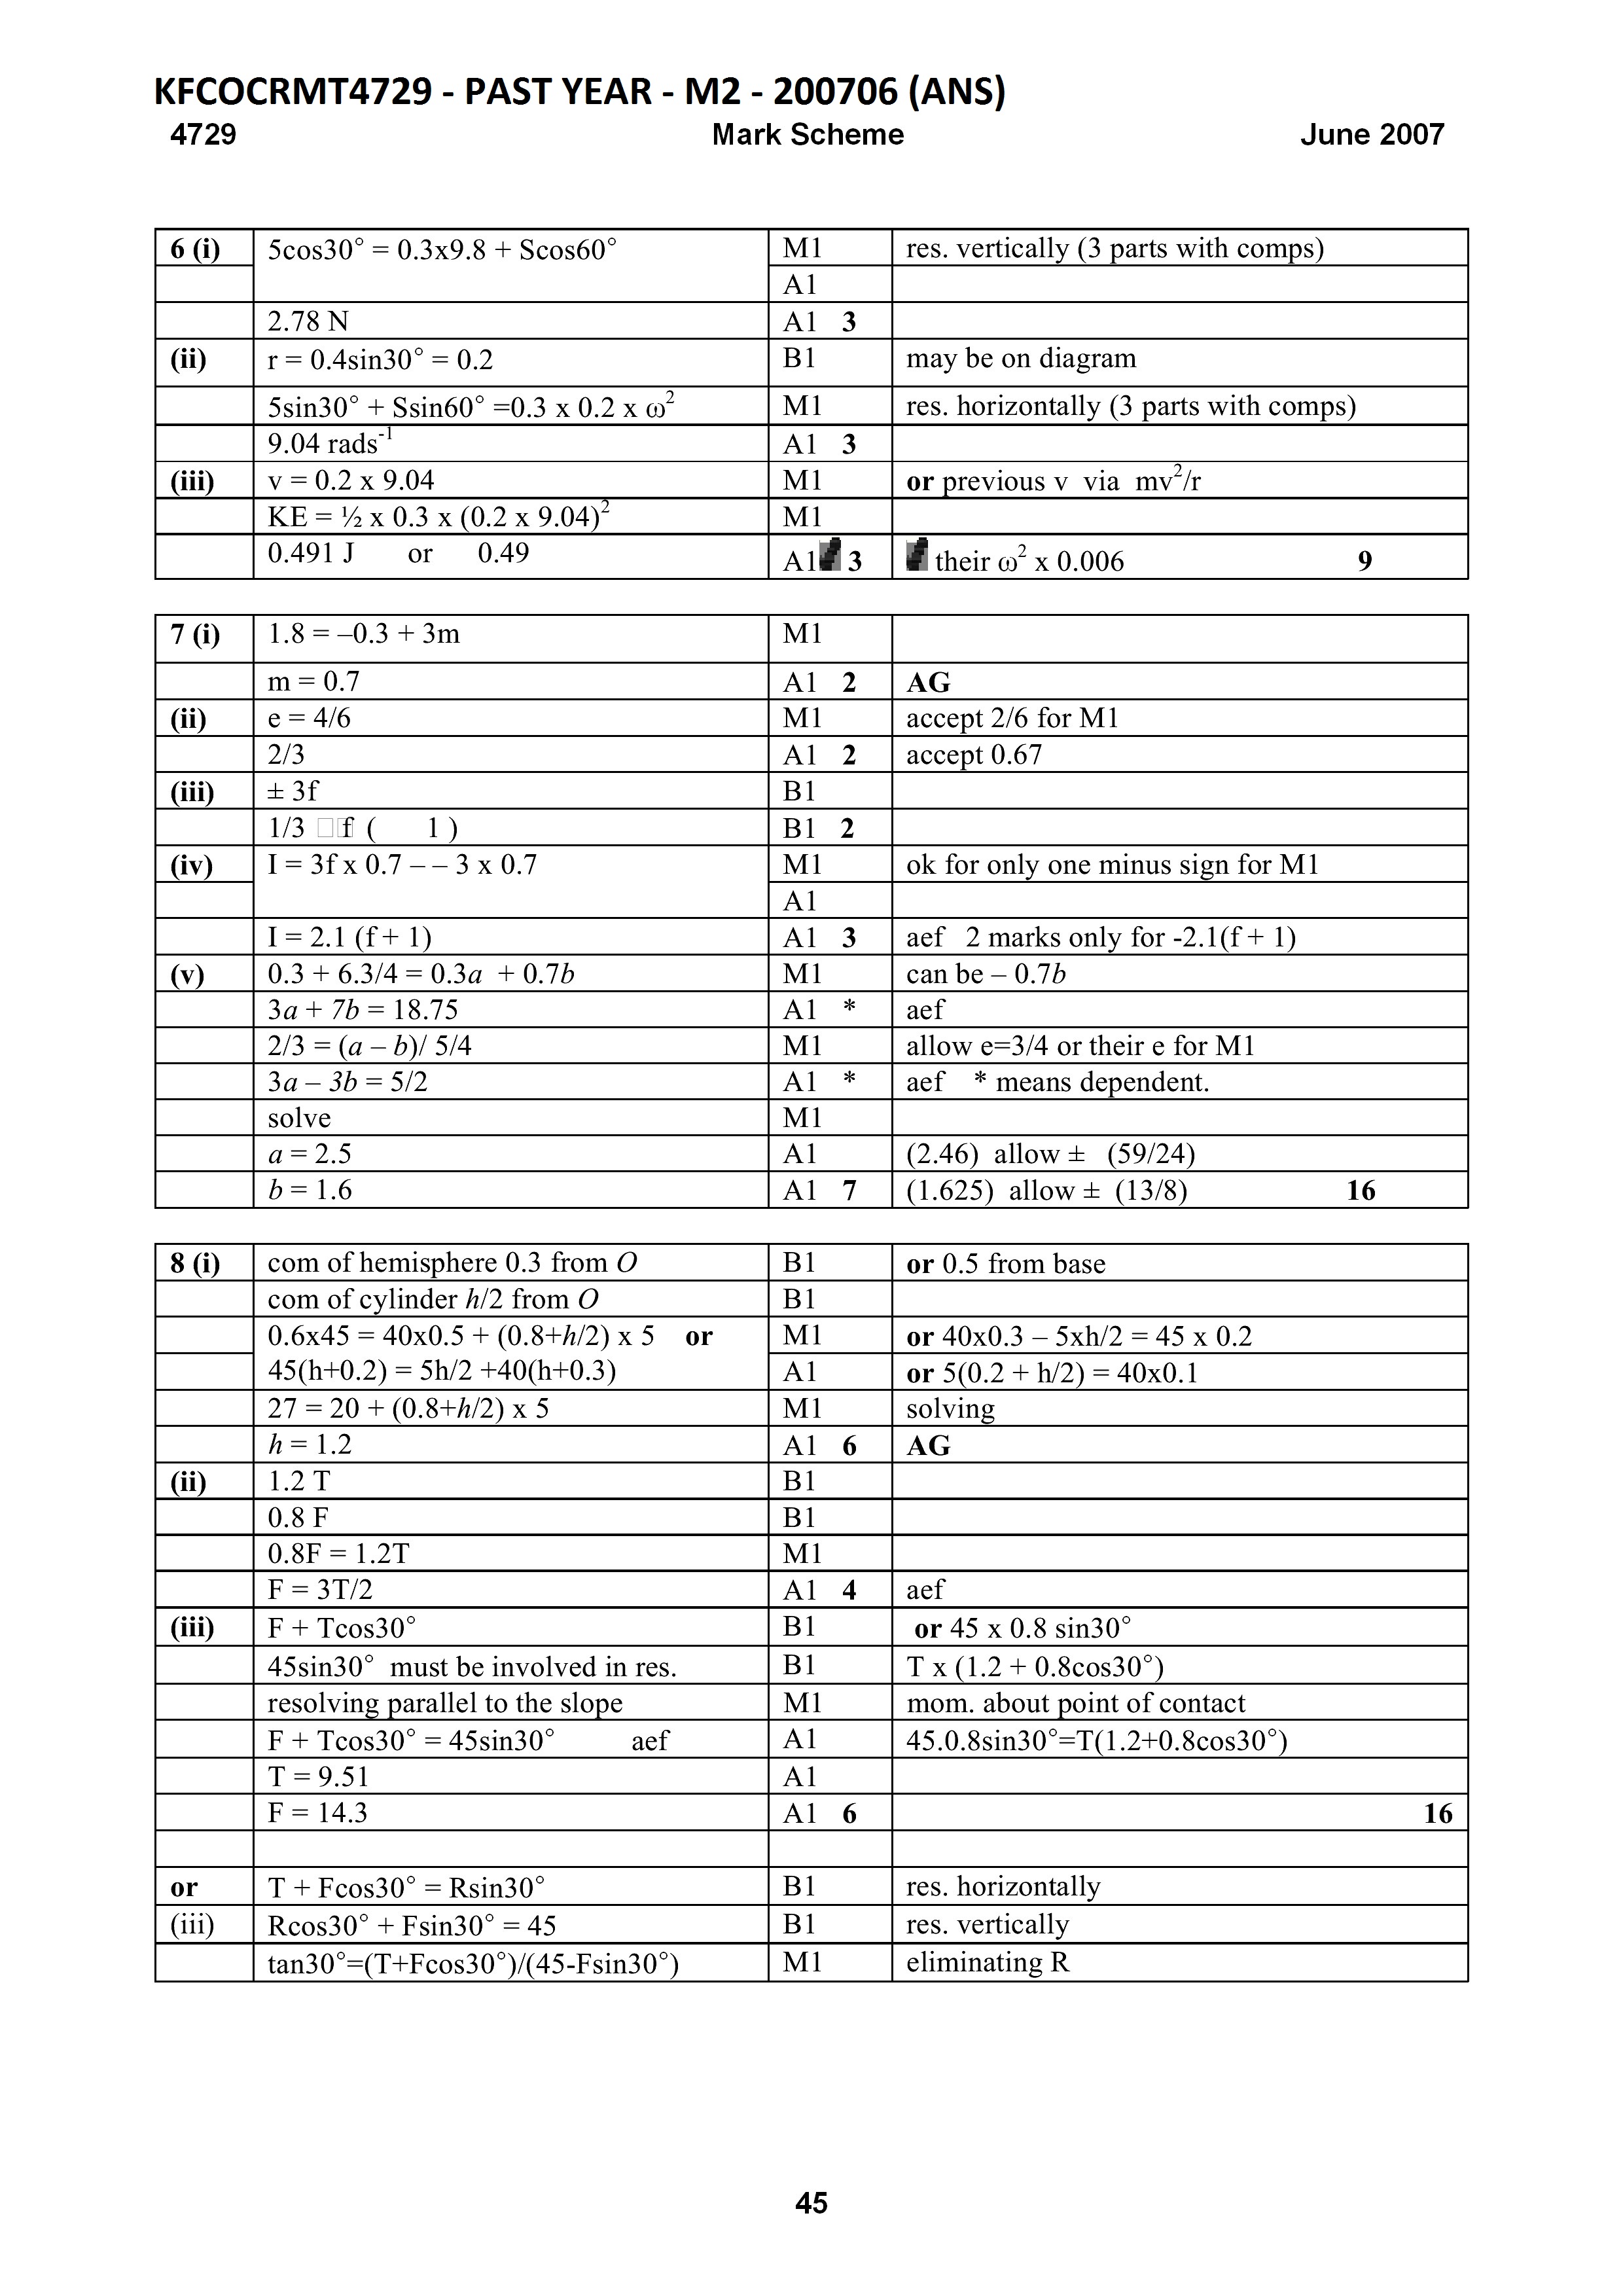 KFCOCRMT4729 - PAST YEAR - M2 - 200706 (ANS)
4729 Mark Scheme June 2007
6 (i) 5cos30° = 0.3x9.8 + Scos60° M1 res. vertically (3 parts with comps)
A1
2.78 N A1 3
(ii) r = 0.4sin30° = 0.2 B1 may be on diagram
5sin30° + Ssin60° =0.3 x 0.2 x ω² M1 res. horizontally (3 parts with comps)
9.04 rads⁻¹ A1 3
(iii) v = 0.2 x 9.04 M1 or previous v via mv²/r
KE = ½ x 0.3 x (0.2 x 9.04)² M1
0.491 J or 0.49 A1 3 their ω² x 0.006 9
7 (i) 1.8 = –0.3 + 3m M1
m = 0.7 A1 2 AG
(ii) e = 4/6 M1 accept 2/6 for M1
2/3 A1 2 accept 0.67
(iii) ± 3f B1
1/3 f ( 1 ) B1 2
(iv) I = 3f x 0.7 – – 3 x 0.7 M1 ok for only one minus sign for M1
A1
I = 2.1 (f + 1) A1 3 aef 2 marks only for -2.1(f + 1)
(v) 0.3 + 6.3/4 = 0.3a + 0.7b M1 can be – 0.7b
3a + 7b = 18.75 A1 * aef
2/3 = (a – b)/ 5/4 M1 allow e=3/4 or their e for M1
3a – 3b = 5/2 A1 * aef * means dependent.
solve M1
a = 2.5 A1 (2.46) allow ± (59/24)
b = 1.6 A1 7 (1.625) allow ± (13/8) 16
8 (i) com of hemisphere 0.3 from O B1 or 0.5 from base
com of cylinder h/2 from O B1
0.6x45 = 40x0.5 + (0.8+h/2) x 5 or M1 or 40x0.3 – 5xh/2 = 45 x 0.2
45(h+0.2) = 5h/2 +40(h+0.3) A1 or 5(0.2 + h/2) = 40x0.1
27 = 20 + (0.8+h/2) x 5 M1 solving
h = 1.2 A1 6 AG
(ii) 1.2 T B1
0.8 F B1
0.8F = 1.2T M1
F = 3T/2 A1 4 aef
(iii) F + Tcos30° B1 or 45 x 0.8 sin30°
45sin30° must be involved in res. B1 T x (1.2 + 0.8cos30°)
resolving parallel to the slope M1 mom. about point of contact
F + Tcos30° = 45sin30° aef A1 45.0.8sin30°=T(1.2+0.8cos30°)
T = 9.51 A1
F = 14.3 A1 6 16
or T + Fcos30° = Rsin30° B1 res. horizontally
(iii) Rcos30° + Fsin30° = 45 B1 res. vertically
tan30°=(T+Fcos30°)/(45-Fsin30°) M1 eliminating R
45